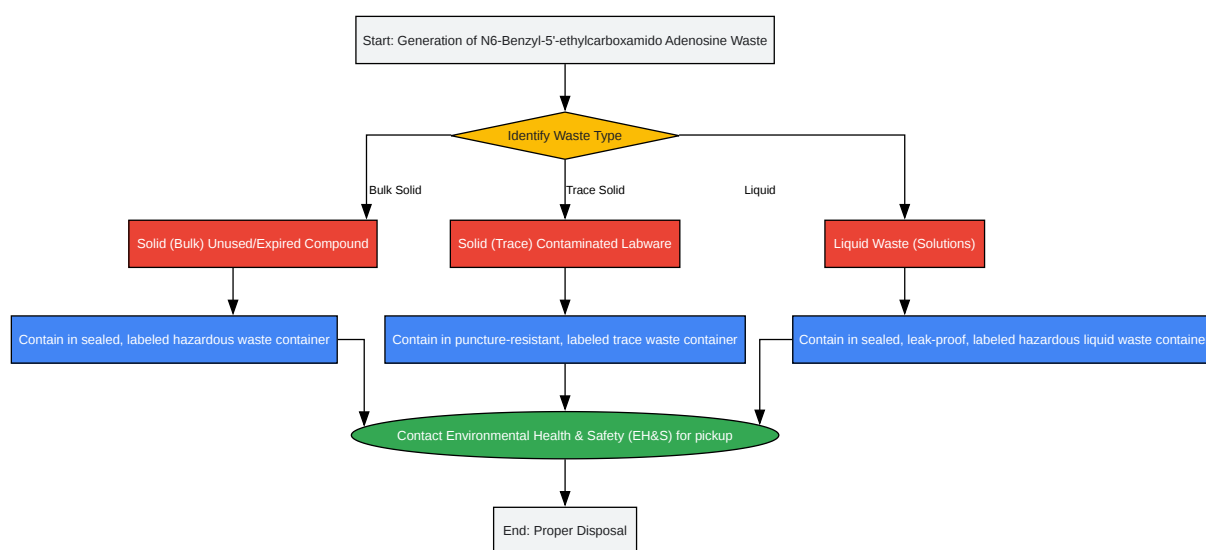 Start: Generation of N6-Benzyl-5'-ethylcarboxamido Adenosine Waste
Identify Waste Type
Bulk Solid
Trace Solid
Liquid
Solid (Bulk) Unused/Expired Compound
Solid (Trace) Contaminated Labware
Liquid Waste (Solutions)
Contain in sealed, labeled hazardous waste container
Contain in puncture-resistant, labeled trace waste container
Contain in sealed, leak-proof, labeled hazardous liquid waste containe
Contact Environmental Health & Safety (EH&S) for pickup
End: Proper Disposal